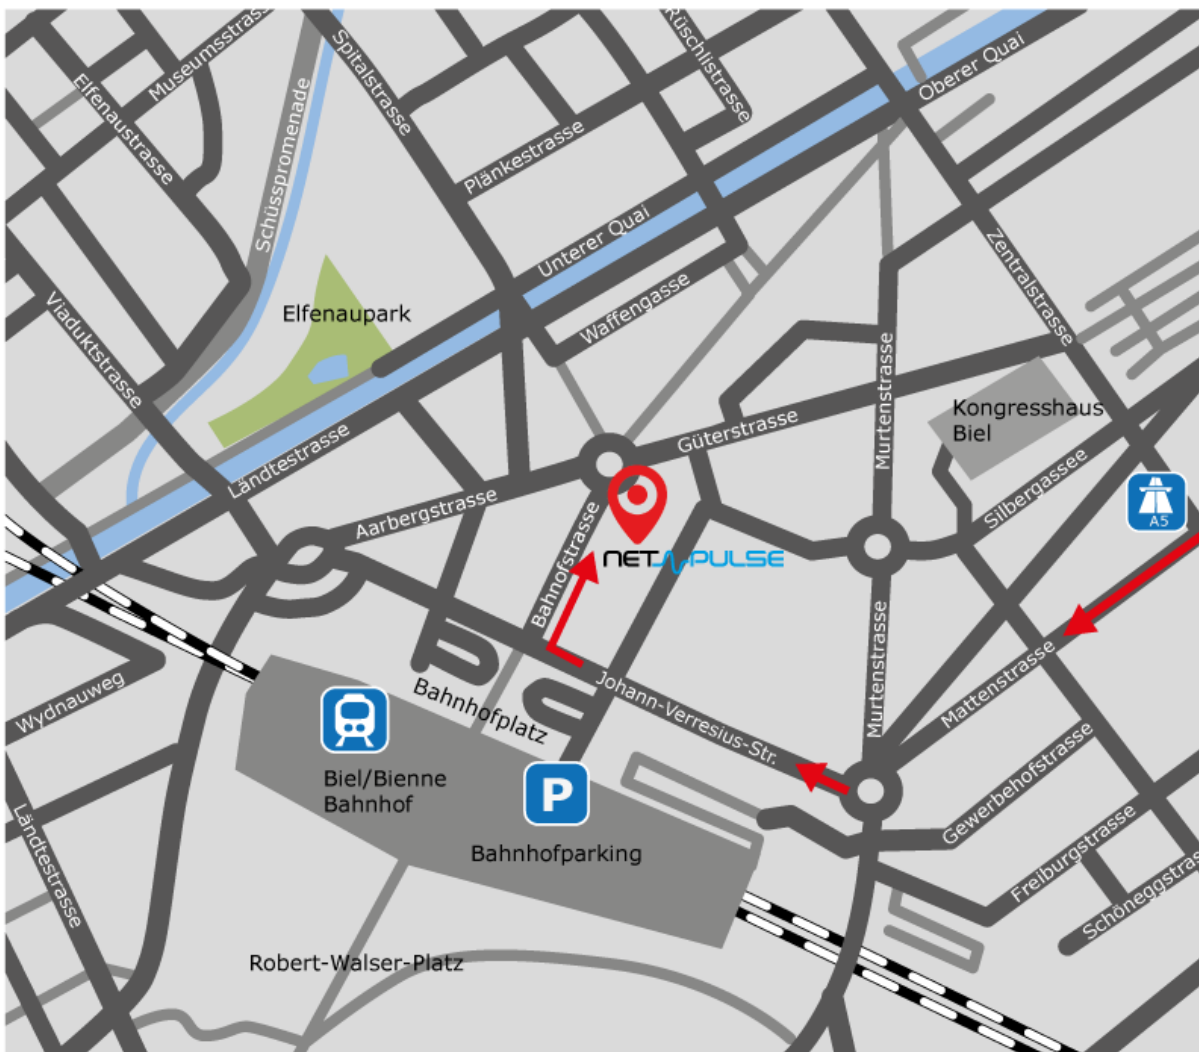 Museumsstrasse
Elfenaustrasse
Spitalstrasse
Rüschlistrasse
Oberer Quai
Schüsspromenade
Plänkestrasse
Unterer Quai
Zentralstrasse
Viaduktstrasse
Elfenaupark
Waffengasse
Murtenstrasse
Kongresshaus
Biel
Güterstrasse
Ländtestrasse
Aarbergstrasse
Silbergassee
A5
Bahnhofstrasse
NETPULSE
Murtenstrasse
Mattenstrasse
Wydnauweg
Bahnhofplatz
Johann-Verresius-Str.
Biel/Bienne
Bahnhof
P
Gewerbehofstrasse
Ländtestrasse
Bahnhofparking
Freiburgstrasse
Schöneggstras
Robert-Walser-Platz